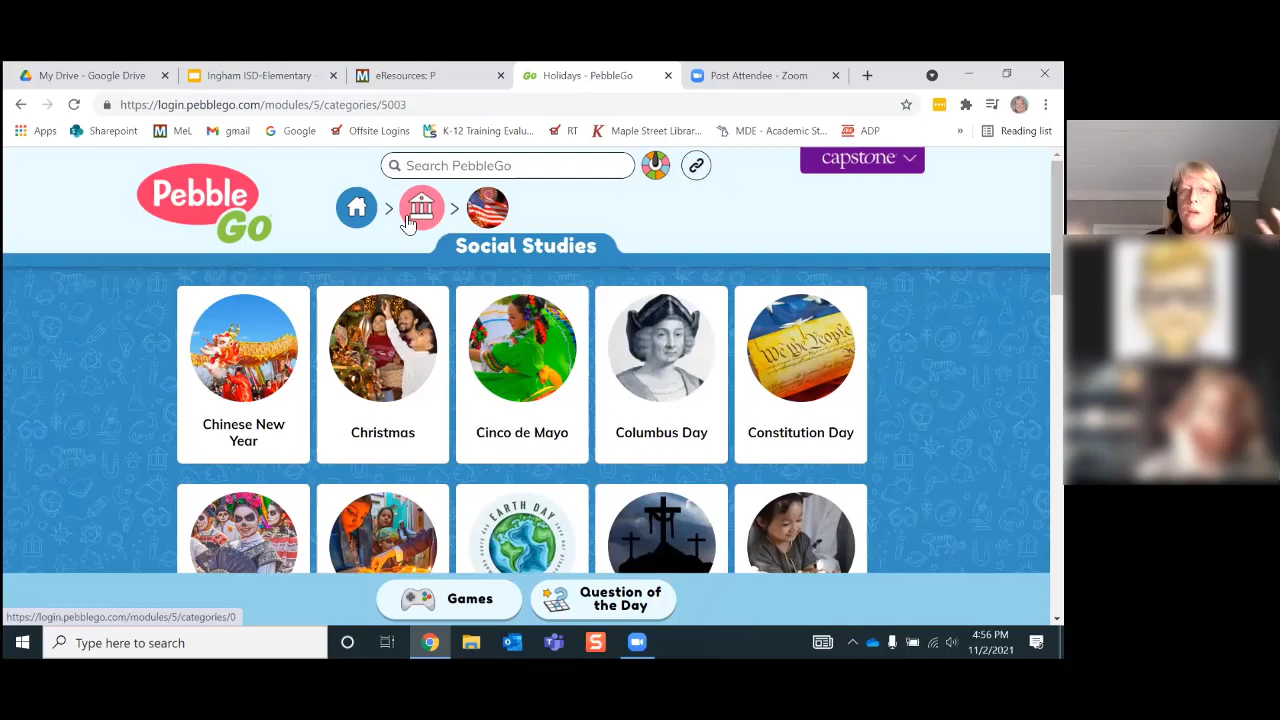 My Drive - Google Drive
Ingham ISD-Elementary -
eResources: P
Holidays - PebbleGo
Post Attendee - Zoom
https://login.pebblego.com/modules/5/categories/5003
Apps
Sharepoint
MeL
gmail
Google
Offsite Logins
K-12 Training Evalu...
RT
Maple Street Librar...
MDE - Academic St...
ADP
»
Reading list
Pebble
Go
Search PebbleGo
capstone
Social Studies
We the People
Chinese New
Year
Christmas
Cinco de Mayo
Columbus Day
Constitution Day
EARTH DAY
Games
Question of
the Day
https://login.pebblego.com/modules/5/categories/0
Type here to search
4:56 PM
11/2/2021